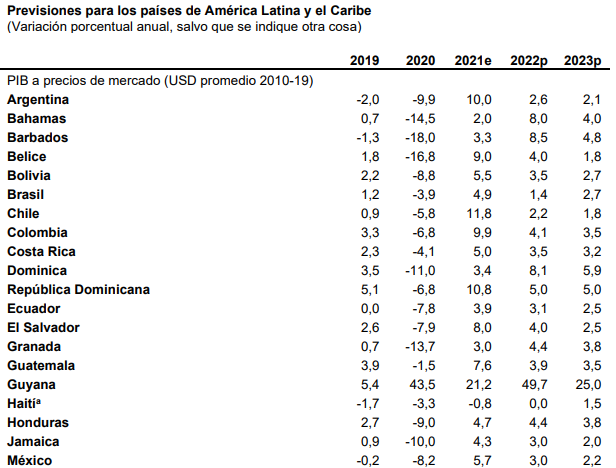 Previsiones para los países de América Latina y el Caribe
(Variación porcentual anual, salvo que se indique otra cosa)
2019 2020 2021e 2022p 2023p
PIB a precios de mercado (USD promedio 2010-19)
Argentina -2,0 -9,9 10,0 2,6 2,1
Bahamas 0,7 -14,5 2,0 8,0 4,0
Barbados -1,3 -18,0 3,3 8,5 4,8
Belice 1,8 -16,8 9,0 4,0 1,8
Bolivia 2,2 -8,8 5,5 3,5 2,7
Brasil 1,2 -3,9 4,9 1,4 2,7
Chile 0,9 -5,8 11,8 2,2 1,8
Colombia 3,3 -6,8 9,9 4,1 3,5
Costa Rica 2,3 -4,1 5,0 3,5 3,2
Dominica 3,5 -11,0 3,4 8,1 5,9
República Dominicana 5,1 -6,8 10,8 5,0 5,0
Ecuador 0,0 -7,8 3,9 3,1 2,5
El Salvador 2,6 -7,9 8,0 4,0 2,5
Granada 0,7 -13,7 3,0 4,4 3,8
Guatemala 3,9 -1,5 7,6 3,9 3,5
Guyana 5,4 43,5 21,2 49,7 25,0
Haitíª -1,7 -3,3 -0,8 0,0 1,5
Honduras 2,7 -9,0 4,7 4,4 3,8
Jamaica 0,9 -10,0 4,3 3,0 2,0
México -0,2 -8,2 5,7 3,0 2,2